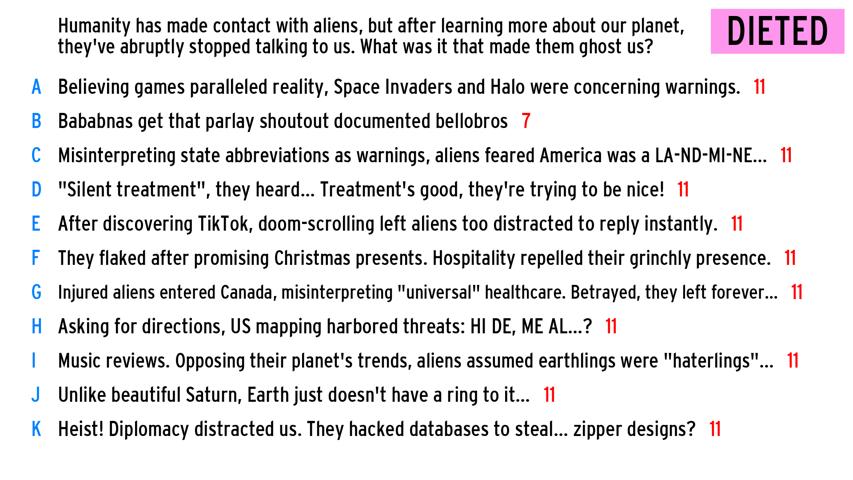 Humanity has made contact with aliens, but after learning more about our planet,
they've abruptly stopped talking to us. What was it that made them ghost us?
DIETED
A Believing games paralleled reality, Space Invaders and Halo were concerning warnings. 11
B Bababnas get that parlay shoutout documented bellobros 7
C Misinterpreting state abbreviations as warnings, aliens feared America was a LA-ND-MI-NE... 11
D "Silent treatment", they heard... Treatment's good, they're trying to be nice! 11
E After discovering TikTok, doom-scrolling left aliens too distracted to reply instantly. 11
F They flaked after promising Christmas presents. Hospitality repelled their grinchly presence. 11
G Injured aliens entered Canada, misinterpreting "universal" healthcare. Betrayed, they left forever... 11
H Asking for directions, US mapping harbored threats: HI DE, ME AL...? 11
I Music reviews. Opposing their planet's trends, aliens assumed earthlings were "haterlings"... 11
J Unlike beautiful Saturn, Earth just doesn't have a ring to it... 11
K Heist! Diplomacy distracted us. They hacked databases to steal... zipper designs? 11